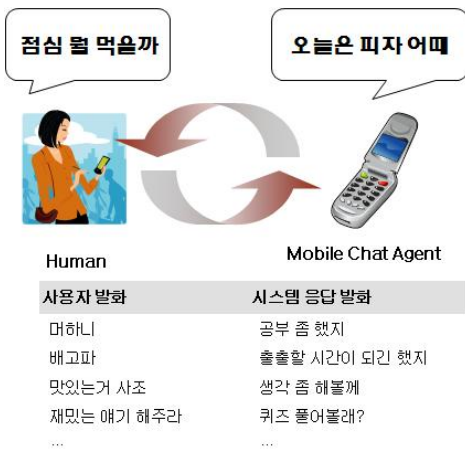 점심 뭘 먹을까
오늘은 피자 어때
Human
Mobile Chat Agent
사용자 발화 시스템 응답 발화
머하니 공부 좀 했지
배고파 출출할 시간이 되긴 했지
맛있는거 사조 생각 좀 해볼께
재밌는 얘기 해주라 퀴즈 풀어볼래?
... ...